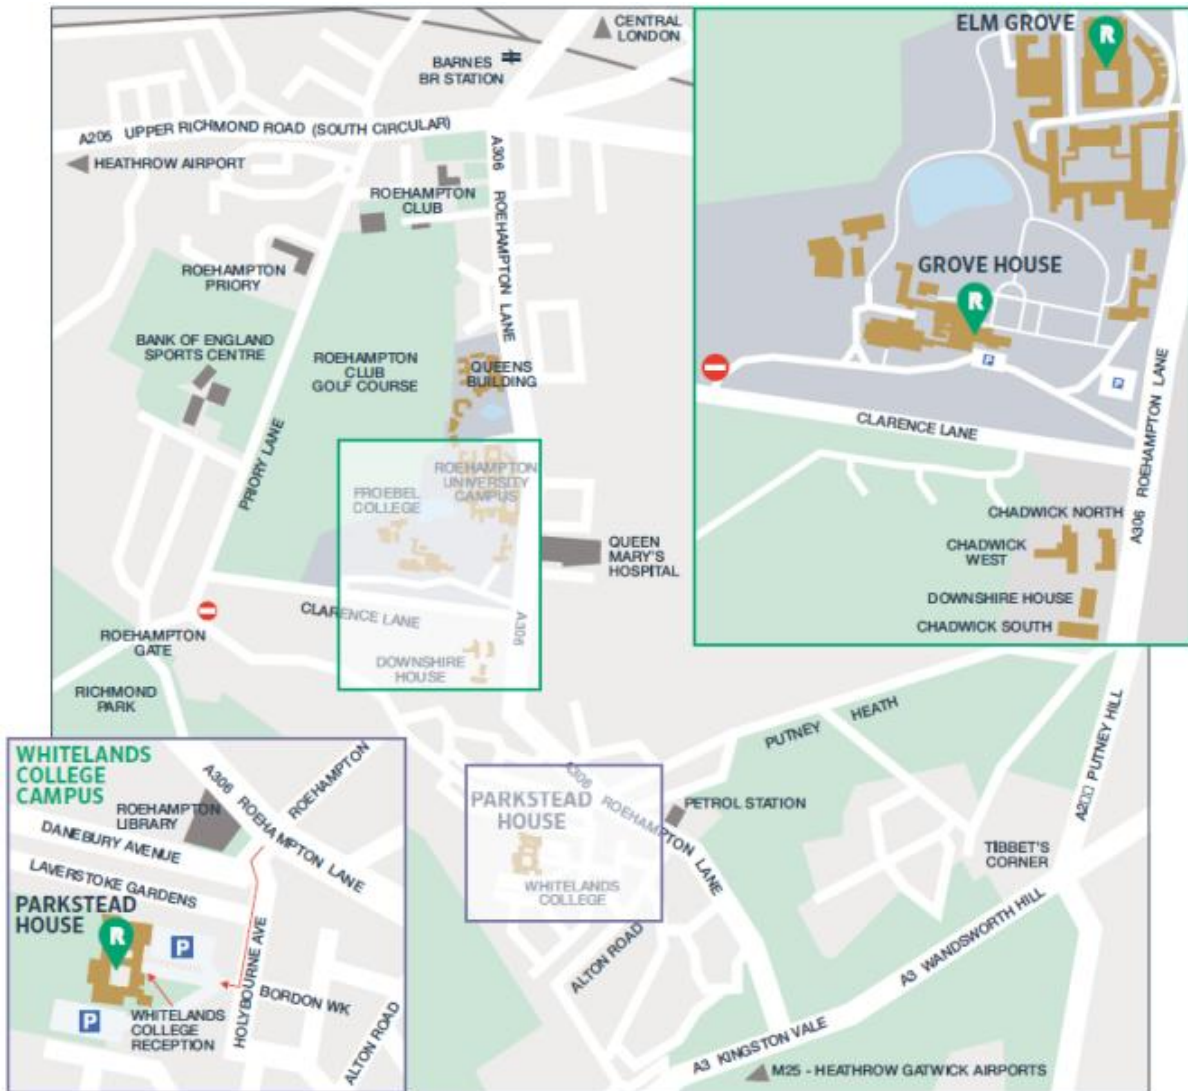 CENTRAL
LONDON
BARNES
BR STATION
A205 UPPER RICHMOND ROAD (SOUTH CIRCULAR)
HEATHROW AIRPORT
A306 ROEHAMPTON LANE
ROEHAMPTON
CLUB
ROEHAMPTON
PRIORY
BANK OF ENGLAND
SPORTS CENTRE
ROEHAMPTON
CLUB
GOLF COURSE
QUEENS
BUILDING
PRIORY LANE
ROEHAMPTON
UNIVERSITY
CAMPUS
FROEBEL
COLLEGE
QUEEN
MARY'S
HOSPITAL
CLARENCE LANE
A306
ROEHAMPTON
GATE
DOWNSHIRE
HOUSE
RICHMOND
PARK
ELM GROVE
R
GROVE HOUSE
R
P
P
CLARENCE LANE
A306 ROEHAMPTON LANE
CHADWICK NORTH
CHADWICK
WEST
DOWNSHIRE HOUSE
CHADWICK SOUTH
PUTNEY HEATH
A306 ROEHAMPTON LANE
PETROL STATION
PARKSTEAD
HOUSE
WHITELANDS
COLLEGE
ALTON ROAD
TIBBET'S
CORNER
A3 WANDSWORTH HILL
A3 KINGSTON VALE
M25 - HEATHROW GATWICK AIRPORTS
WHITELANDS
COLLEGE
CAMPUS
ROEHAMPTON
LIBRARY
A306 ROEHAMPTON LANE
ROEHAMPTON
DANEBURY AVENUE
LAVERSTOKE GARDENS
PARKSTEAD
HOUSE
R
P
P
WHITELANDS
COLLEGE
RECEPTION
HOLYBOURNE AVE
BORDON WK
ALTON ROAD
PUTNEY HILL